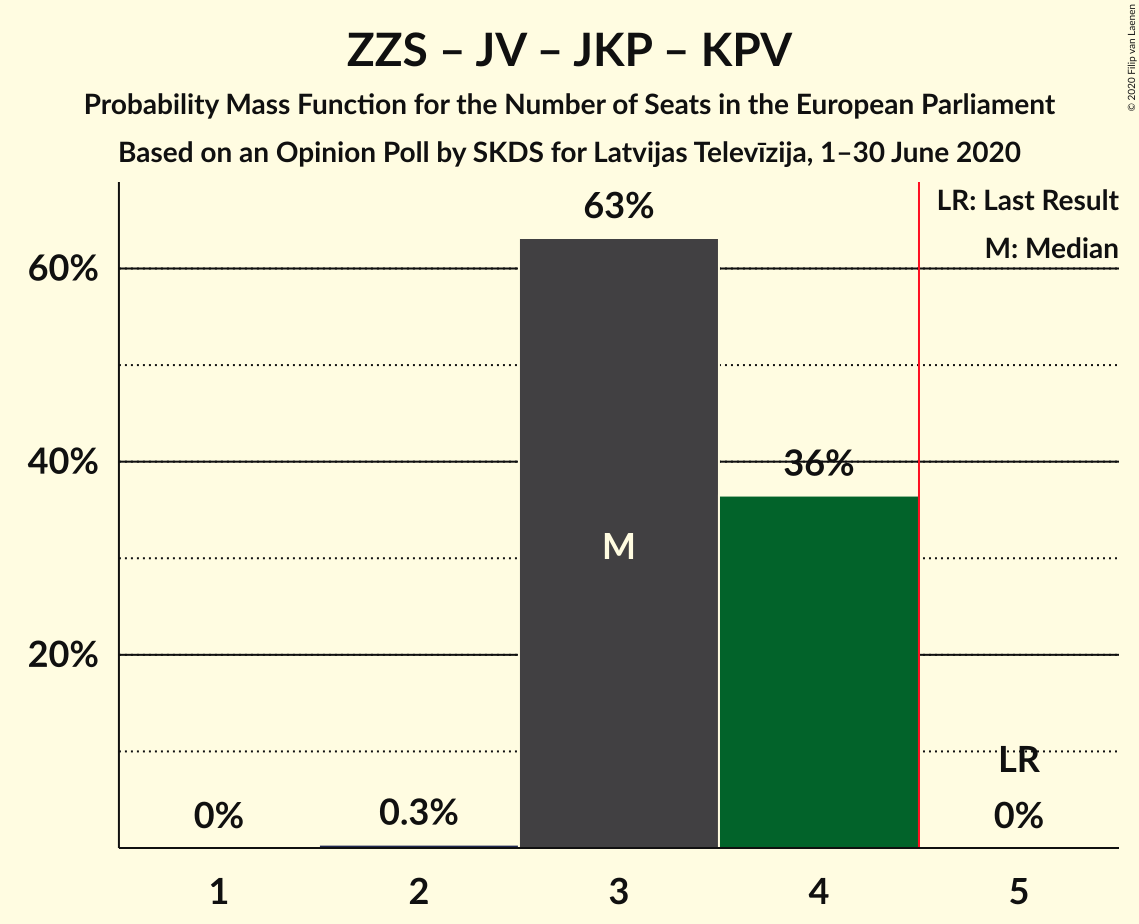 ZZS – JV – JKP – KPV
Probability Mass Function for the Number of Seats in the European Parliament
Based on an Opinion Poll by SKDS for Latvijas Televīzija, 1–30 June 2020
© 2020 Filip van Laenen
LR: Last Result
M: Median
63%
60%
40%
36%
M
20%
LR
0%
0.3%
0%
1
2
3
4
5